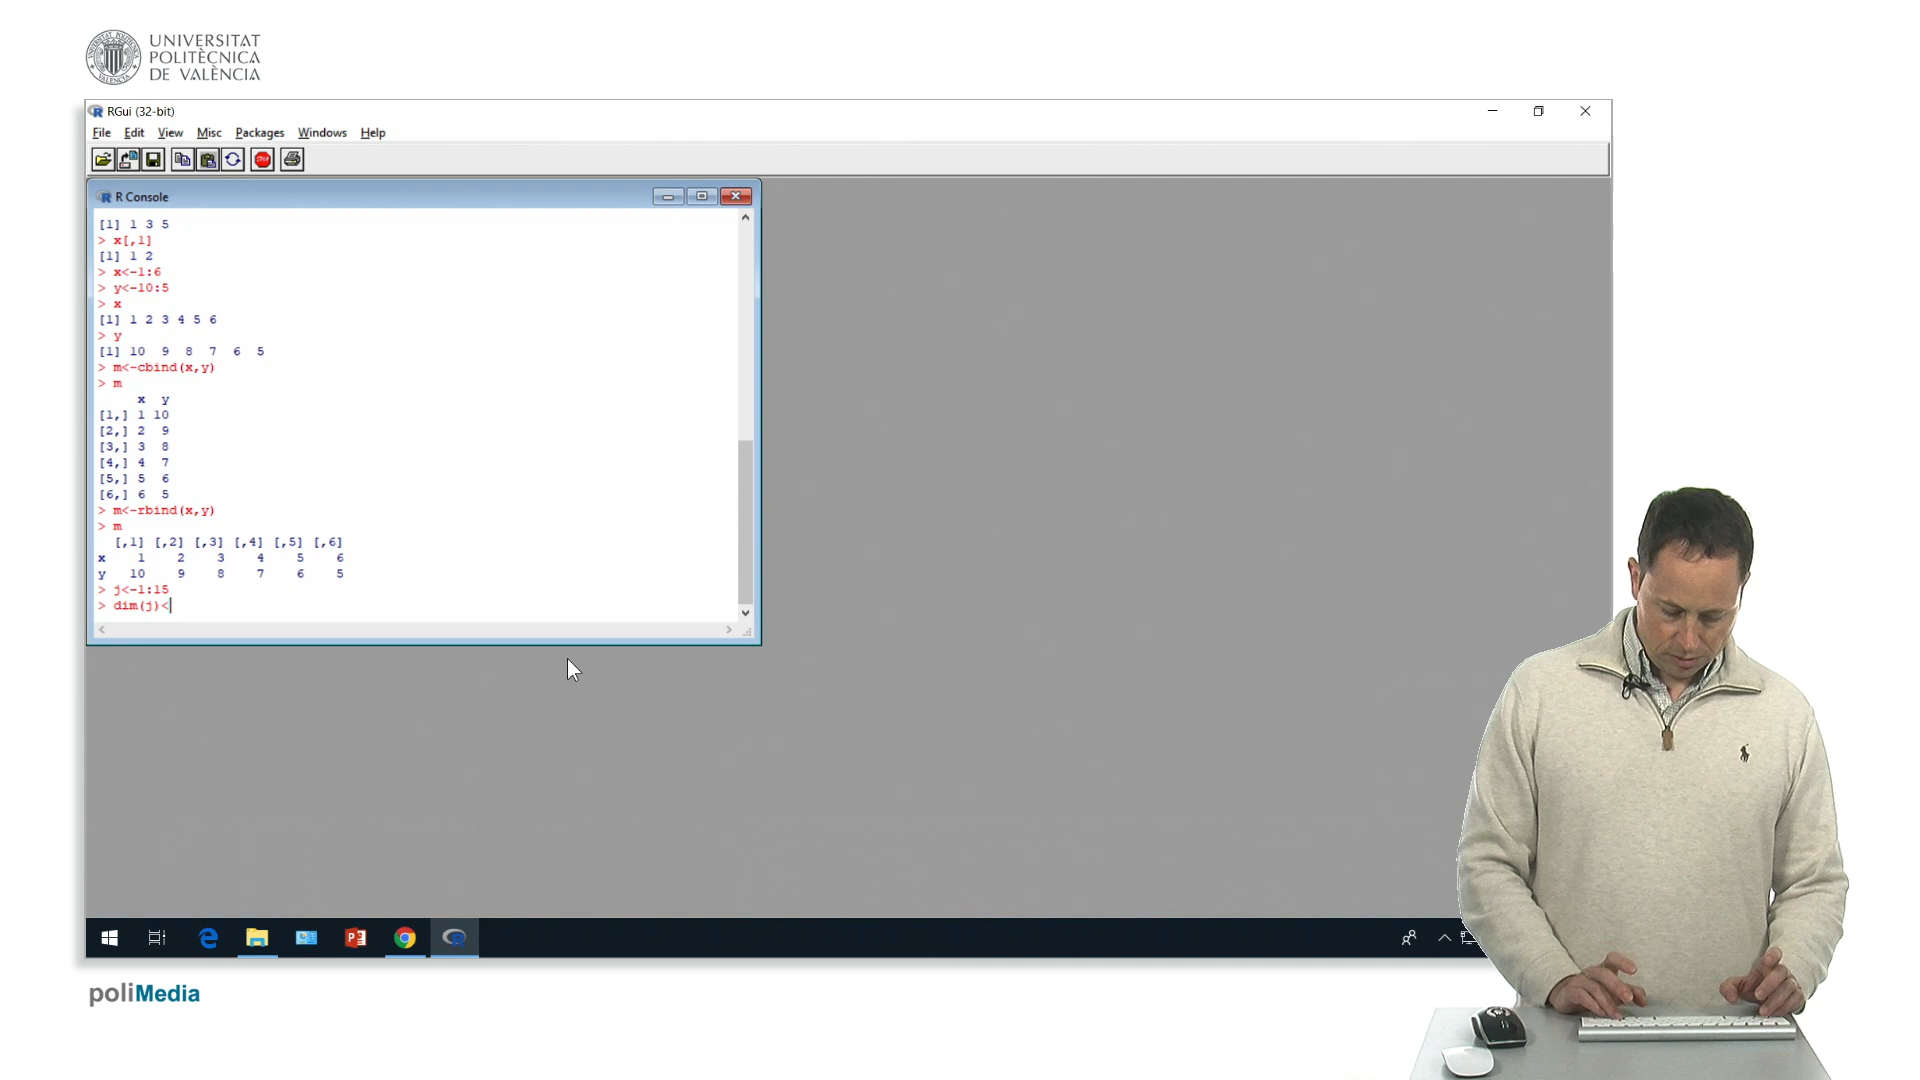 UNIVERSITAT
POLITÈCNICA
DE VALÈNCIA
RGui (32-bit)
File Edit View Misc Packages Windows Help
STOP
R Console
[1] 1 3 5
> x[,1]
[1] 1 2
> x<-1:6
> y<-10:5
> x
[1] 1 2 3 4 5 6
> y
[1] 10 9 8 7 6 5
> m<-cbind(x,y)
> m
x y
[1,] 1 10
[2,] 2 9
[3,] 3 8
[4,] 4 7
[5,] 5 6
[6,] 6 5
> m<-rbind(x,y)
> m
[,1] [,2] [,3] [,4] [,5] [,6]
x 1 2 3 4 5 6
y 10 9 8 7 6 5
> j<-1:15
> dim(j)<
poliMedia